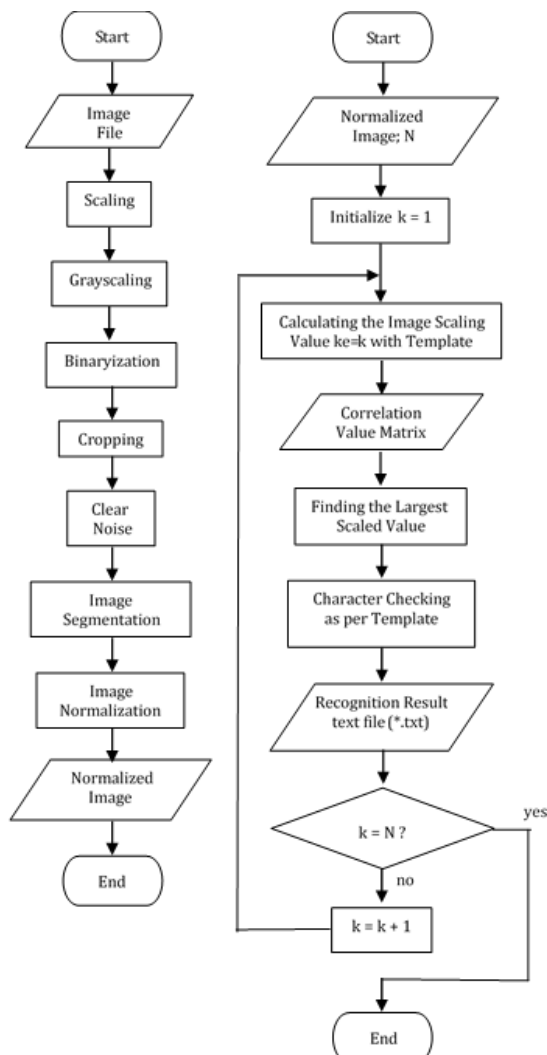 Start
Image
File
Scaling
Grayscaling
Binaryization
Cropping
Clear
Noise
Image
Segmentation
Image
Normalization
Normalized
Image
End
Start
Normalized
Image; N
Initialize k = 1
Calculating the Image Scaling
Value ke=k with Template
Correlation
Value Matrix
Finding the Largest
Scaled Value
Character Checking
as per Template
Recognition Result
text file (*.txt)
k = N ?
yes
no
k = k + 1
End